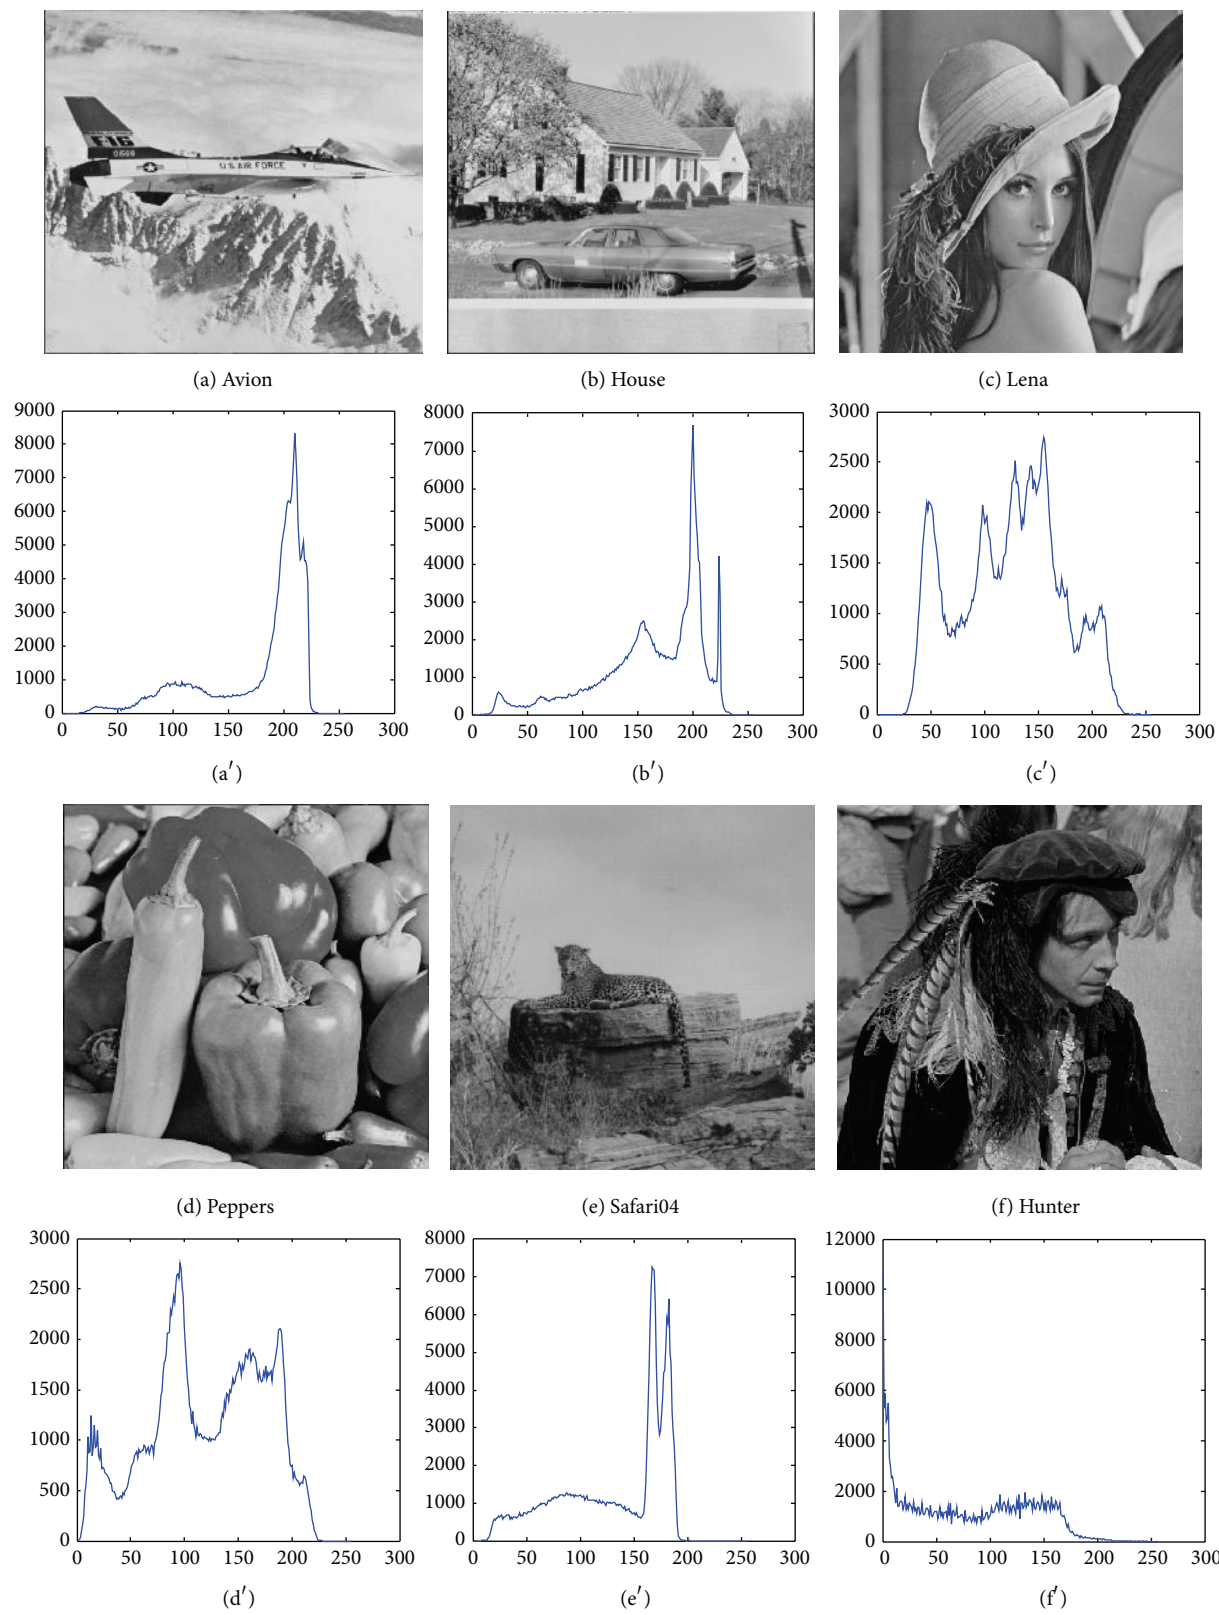 F16
01568
U.S. AIR FORCE
(a) Avion
(b) House
(c) Lena
9000
8000
7000
6000
5000
4000
3000
2000
1000
0
0 50 100 150 200 250 300
(a′)
8000
7000
6000
5000
4000
3000
2000
1000
0
0 50 100 150 200 250 300
(b′)
3000
2500
2000
1500
1000
500
0
0 50 100 150 200 250 300
(c′)
(d) Peppers
(e) Safari04
(f) Hunter
3000
2500
2000
1500
1000
500
0
0 50 100 150 200 250 300
(d′)
8000
7000
6000
5000
4000
3000
2000
1000
0
0 50 100 150 200 250 300
(e′)
12000
10000
8000
6000
4000
2000
0
0 50 100 150 200 250 300
(f′)